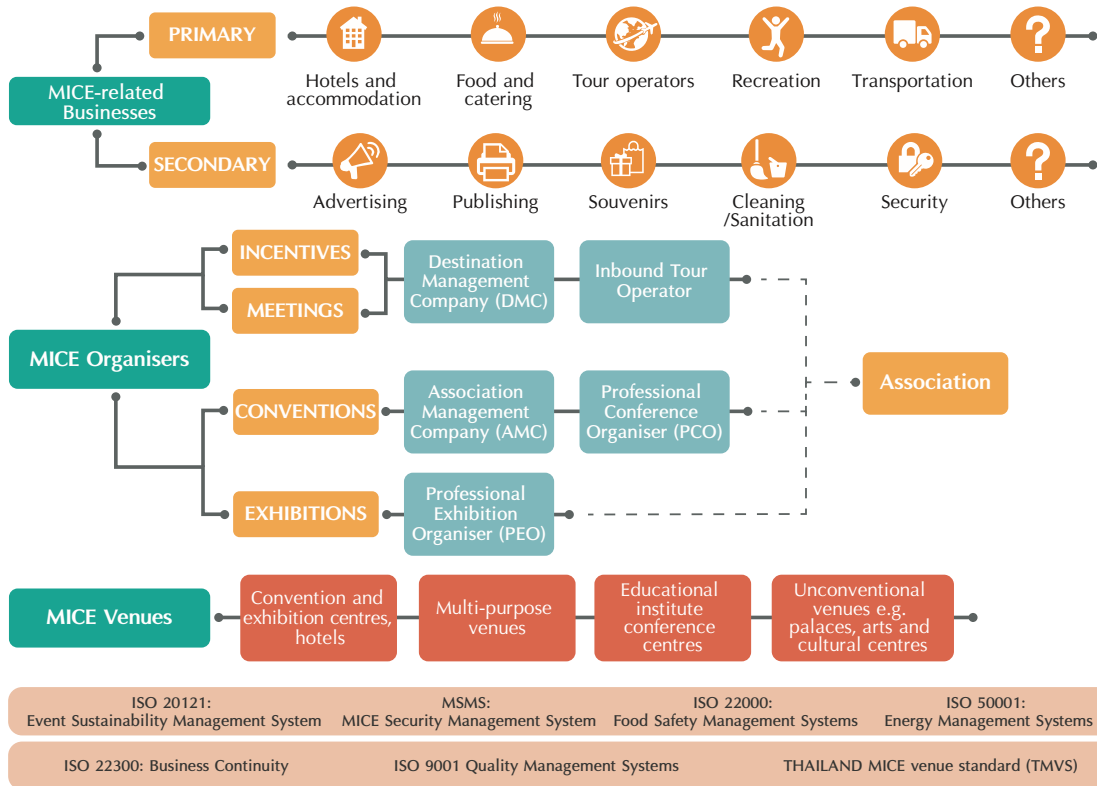 PRIMARY
Hotels and
accommodation
Food and
catering
Tour operators
Recreation
Transportation
?
Others
MICE-related
Businesses
SECONDARY
Advertising
Publishing
Souvenirs
Cleaning
/Sanitation
Security
?
Others
INCENTIVES
MEETINGS
Destination
Management
Company (DMC)
Inbound Tour
Operator
MICE Organisers
Association
CONVENTIONS
Association
Management
Company (AMC)
Professional
Conference
Organiser (PCO)
EXHIBITIONS
Professional
Exhibition
Organiser (PEO)
MICE Venues
Convention and
exhibition centres,
hotels
Multi-purpose
venues
Educational
institute
conference
centres
Unconventional
venues e.g.
palaces, arts and
cultural centres
ISO 20121:
Event Sustainability Management System
MSMS:
MICE Security Management System
ISO 22000:
Food Safety Management Systems
ISO 50001:
Energy Management Systems
ISO 22300: Business Continuity
ISO 9001 Quality Management Systems
THAILAND MICE venue standard (TMVS)